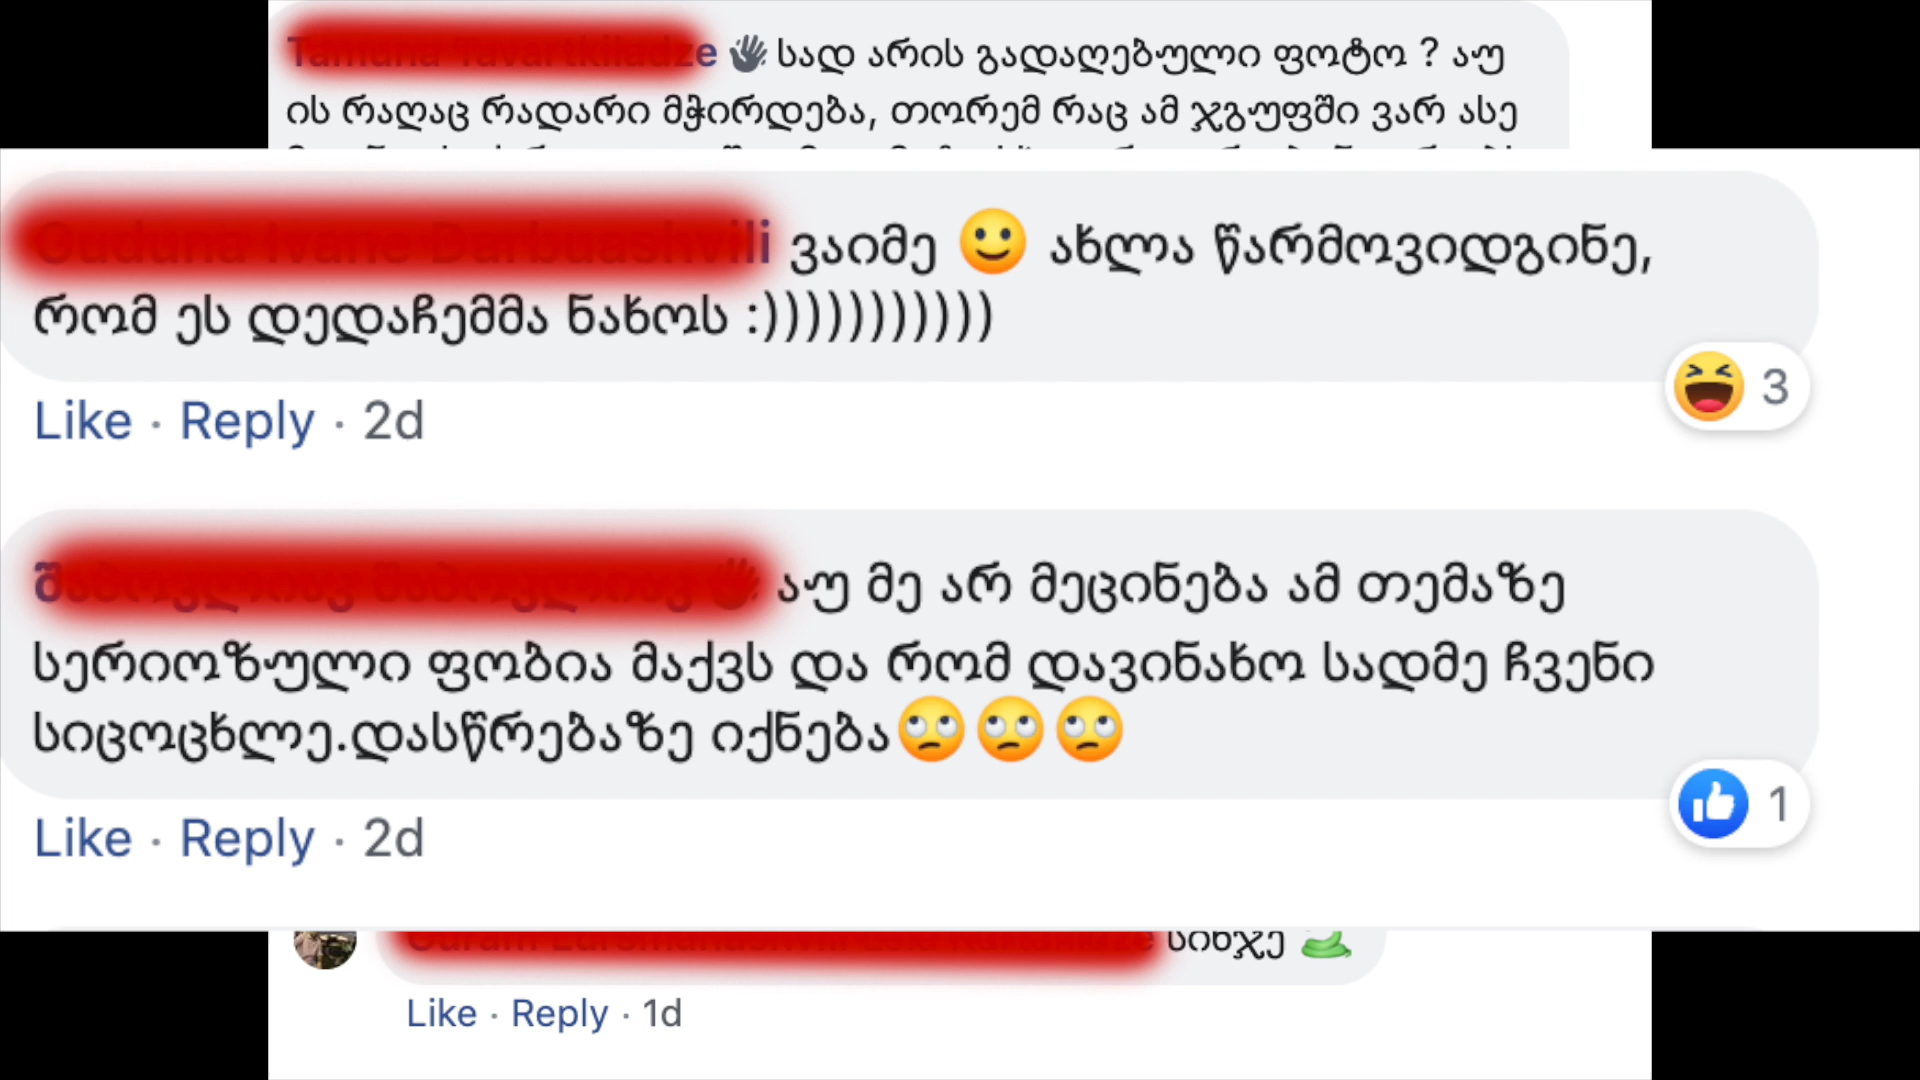 სად არის გადაღებული ფოტო ? აუ
ის რაღაც რადარი მჭირდება, თორემ რაც ამ ჯგუფში ვარ ასე
ვაიმე 🙂 ახლა წარმოვიდგინე,
რომ ეს დედაჩემმა ნახოს :)))))))))))
Like · Reply · 2d
3
აუ მე არ მეცინება ამ თემაზე
სერიოზული ფობია მაქვს და რომ დავინახო სადმე ჩვენი
სიცოცხლე.დასწრებაზე იქნება🙄🙄🙄
Like · Reply · 2d
1
Like · Reply · 1d